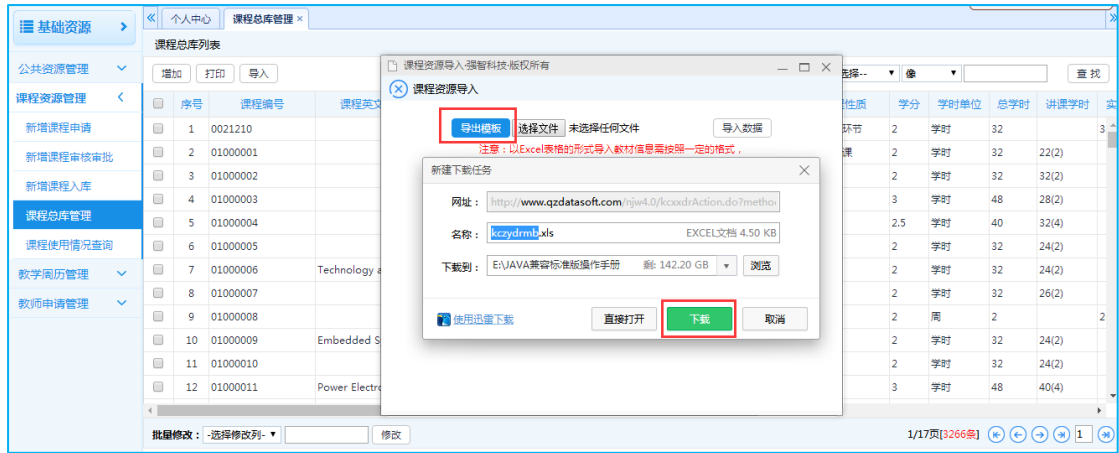 基础资源
个人中心 课程总库管理 ×
课程总库列表
公共资源管理
课程资源管理
新增课程申请
新增课程审核审批
新增课程入库
课程总库管理
课程使用情况查询
教学周历管理
教师申请管理
增加 打印 导入
选择-- 像 查 找
序号 课程编号 课程英文 性质 学分 学时单位 总学时 讲课学时 实
1 0021210 环节 2 学时 32 3
2 01000001 课 2 学时 32 22(2)
3 01000002 2 学时 32 32(2)
4 01000003 3 学时 48 28(2)
5 01000004 2.5 学时 40 32(4)
6 01000005 2 学时 32 24(2)
7 01000006 Technology a 2 学时 32 24(2)
8 01000007 2 学时 32 26(2)
9 01000008 2 周 2 2
10 01000009 Embedded S 2 学时 32 24(2)
11 01000010 2 学时 32 24(2)
12 01000011 Power Electro 3 学时 48 40(4)
课程资源导入-强智科技-版权所有
课程资源导入
导出模板 选择文件 未选择任何文件 导入数据
注意：以Excel表格的形式导入教材信息需按照一定的格式，
新建下载任务
网址： http://www.qzdatasoft.com/njw4.0/kcxxdrAction.do?metho
名称： kczydrmb.xls EXCEL文档 4.50 KB
下载到： E:\JAVA兼容标准版操作手册 剩: 142.20 GB 浏览
使用迅雷下载 直接打开 下载 取消
批量修改： -选择修改列- 修改
1/17页[3266条] 1